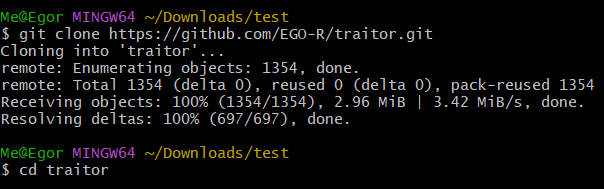 Me@Egor MINGW64 ~/Downloads/test
$ git clone https://github.com/EGO-R/traitor.git
Cloning into 'traitor'...
remote: Enumerating objects: 1354, done.
remote: Total 1354 (delta 0), reused 0 (delta 0), pack-reused 1354
Receiving objects: 100% (1354/1354), 2.96 MiB | 3.42 MiB/s, done.
Resolving deltas: 100% (697/697), done.
Me@Egor MINGW64 ~/Downloads/test
$ cd traitor